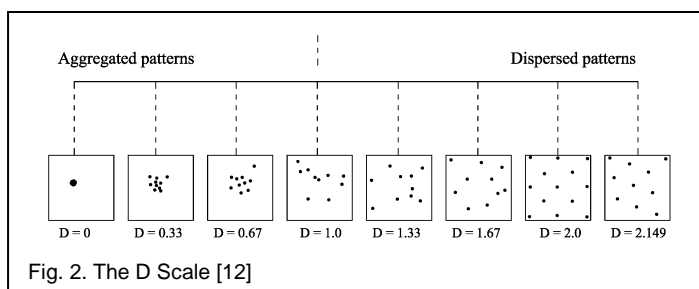 Aggregated patterns Dispersed patterns
D = 0 D = 0.33 D = 0.67 D = 1.0 D = 1.33 D = 1.67 D = 2.0 D = 2.149
Fig. 2. The D Scale [12]